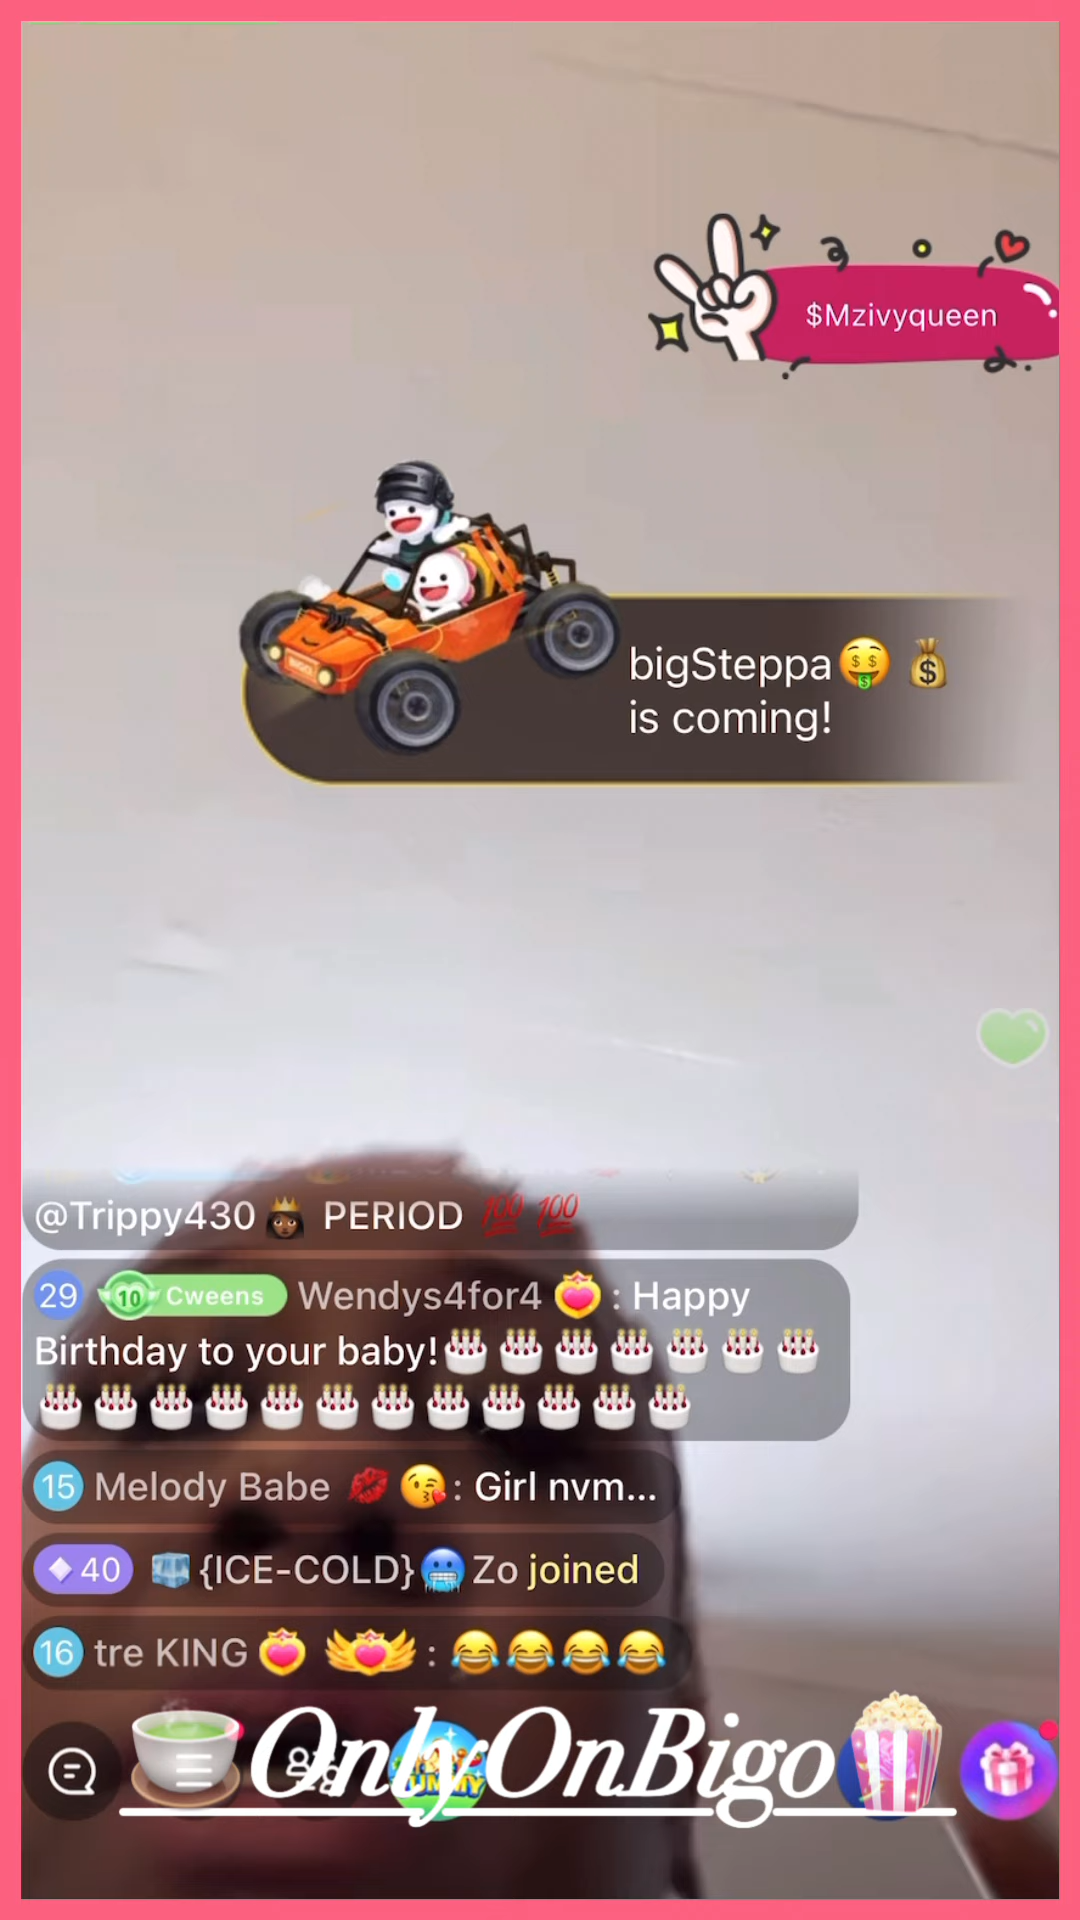 $Mzivyqueen
bigSteppa🤑 💰
is coming!
@Trippy430👸🏾 PERIOD 💯 💯
29 10 Cweens Wendys4for4 : Happy
Birthday to your baby!🎂🎂🎂🎂🎂🎂🎂
🎂🎂🎂🎂🎂🎂🎂🎂🎂🎂🎂🎂
15 Melody Babe 💋 😘: Girl nvm...
40 🧊{ICE-COLD}🥶Zo joined
16 tre KING : 😂😂😂😂
🍵OnlyOnBigo🍿